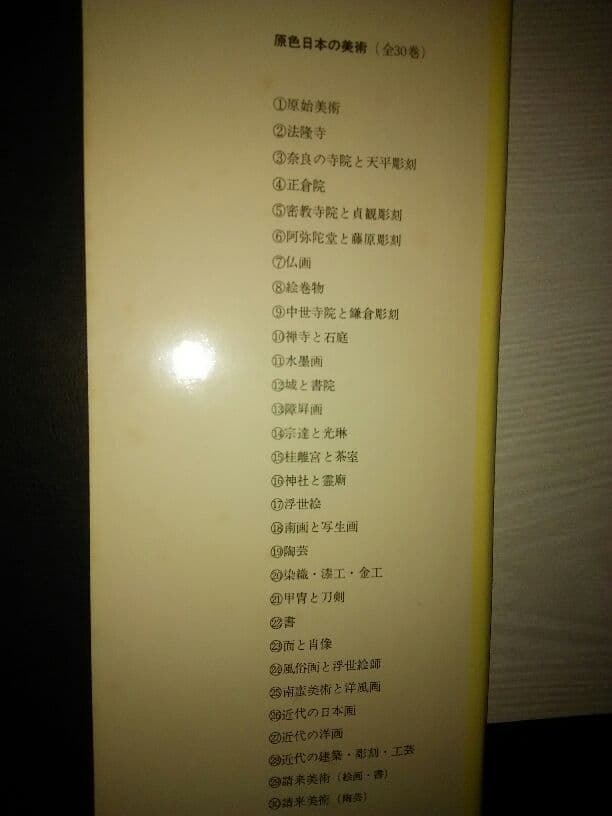 原色日本の美術（全30巻）
①原始美術
②法隆寺
③奈良の寺院と天平彫刻
④正倉院
⑤密教寺院と貞観彫刻
⑥阿弥陀堂と藤原彫刻
⑦仏画
⑧絵巻物
⑨中世寺院と鎌倉彫刻
⑩禅寺と石庭
⑪水墨画
⑫城と書院
⑬障屛画
⑭宗達と光琳
⑮桂離宮と茶室
⑯神社と霊廟
⑰浮世絵
⑱南画と写生画
⑲陶芸
⑳染織・漆工・金工
㉑甲冑と刀剣
㉒書
㉓面と肖像
㉔風俗画と浮世絵師
㉕南蛮美術と洋風画
㉖近代の日本画
㉗近代の洋画
㉘近代の建築・彫刻・工芸
㉙請来美術（絵画・書）
㉚請来美術（陶芸）